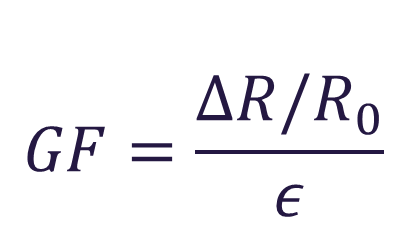 GF = ΔR/R₀ / ϵ